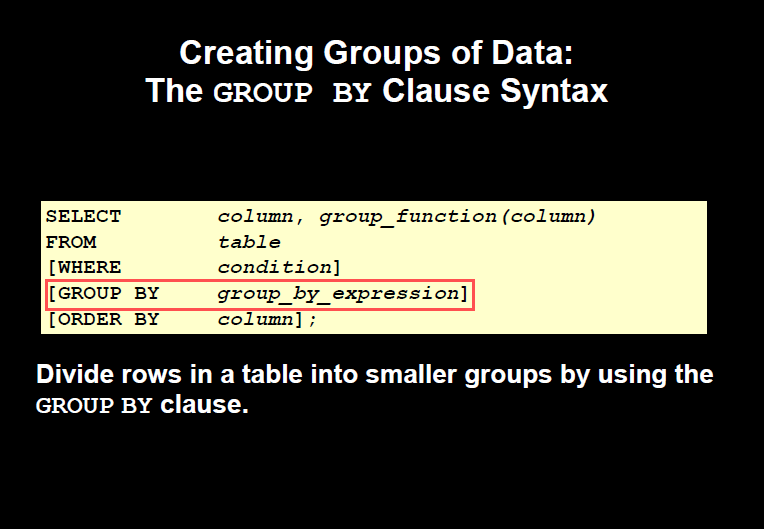 Creating Groups of Data:
The GROUP BY Clause Syntax
SELECT column, group_function(column)
FROM table
[WHERE condition]
[GROUP BY group_by_expression]
[ORDER BY column];
Divide rows in a table into smaller groups by using the
GROUP BY clause.